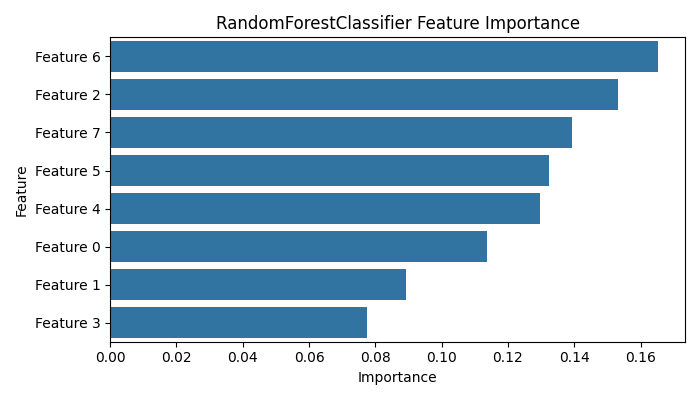 RandomForestClassifier Feature Importance
Feature 6
Feature 2
Feature 7
Feature 5
Feature 4
Feature 0
Feature 1
Feature 3
Feature
0.00 0.02 0.04 0.06 0.08 0.10 0.12 0.14 0.16
Importance